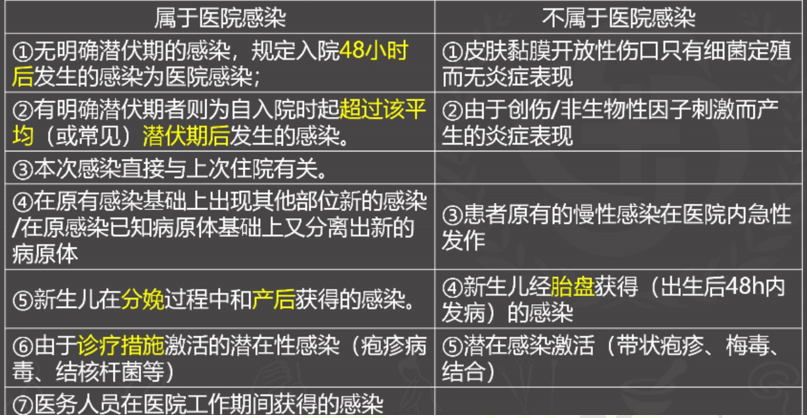 属于医院感染
不属于医院感染
①无明确潜伏期的感染，规定入院48小时
后发生的感染为医院感染；
①皮肤黏膜开放性伤口只有细菌定殖
而无炎症表现
②有明确潜伏期者则为自入院时起超过该平
均（或常见）潜伏期后发生的感染。
②由于创伤/非生物性因子刺激而产
生的炎症表现
③本次感染直接与上次住院有关。
④在原有感染基础上出现其他部位新的感染
/在原感染已知病原体基础上又分离出新的
病原体
③患者原有的慢性感染在医院内急性
发作
⑤新生儿在分娩过程中和产后获得的感染。
④新生儿经胎盘获得（出生后48h内
发病）的感染
⑥由于诊疗措施激活的潜在性感染（疱疹病
毒、结核杆菌等）
⑤潜在感染激活（带状疱疹、梅毒、
结合）
⑦医务人员在医院工作期间获得的感染